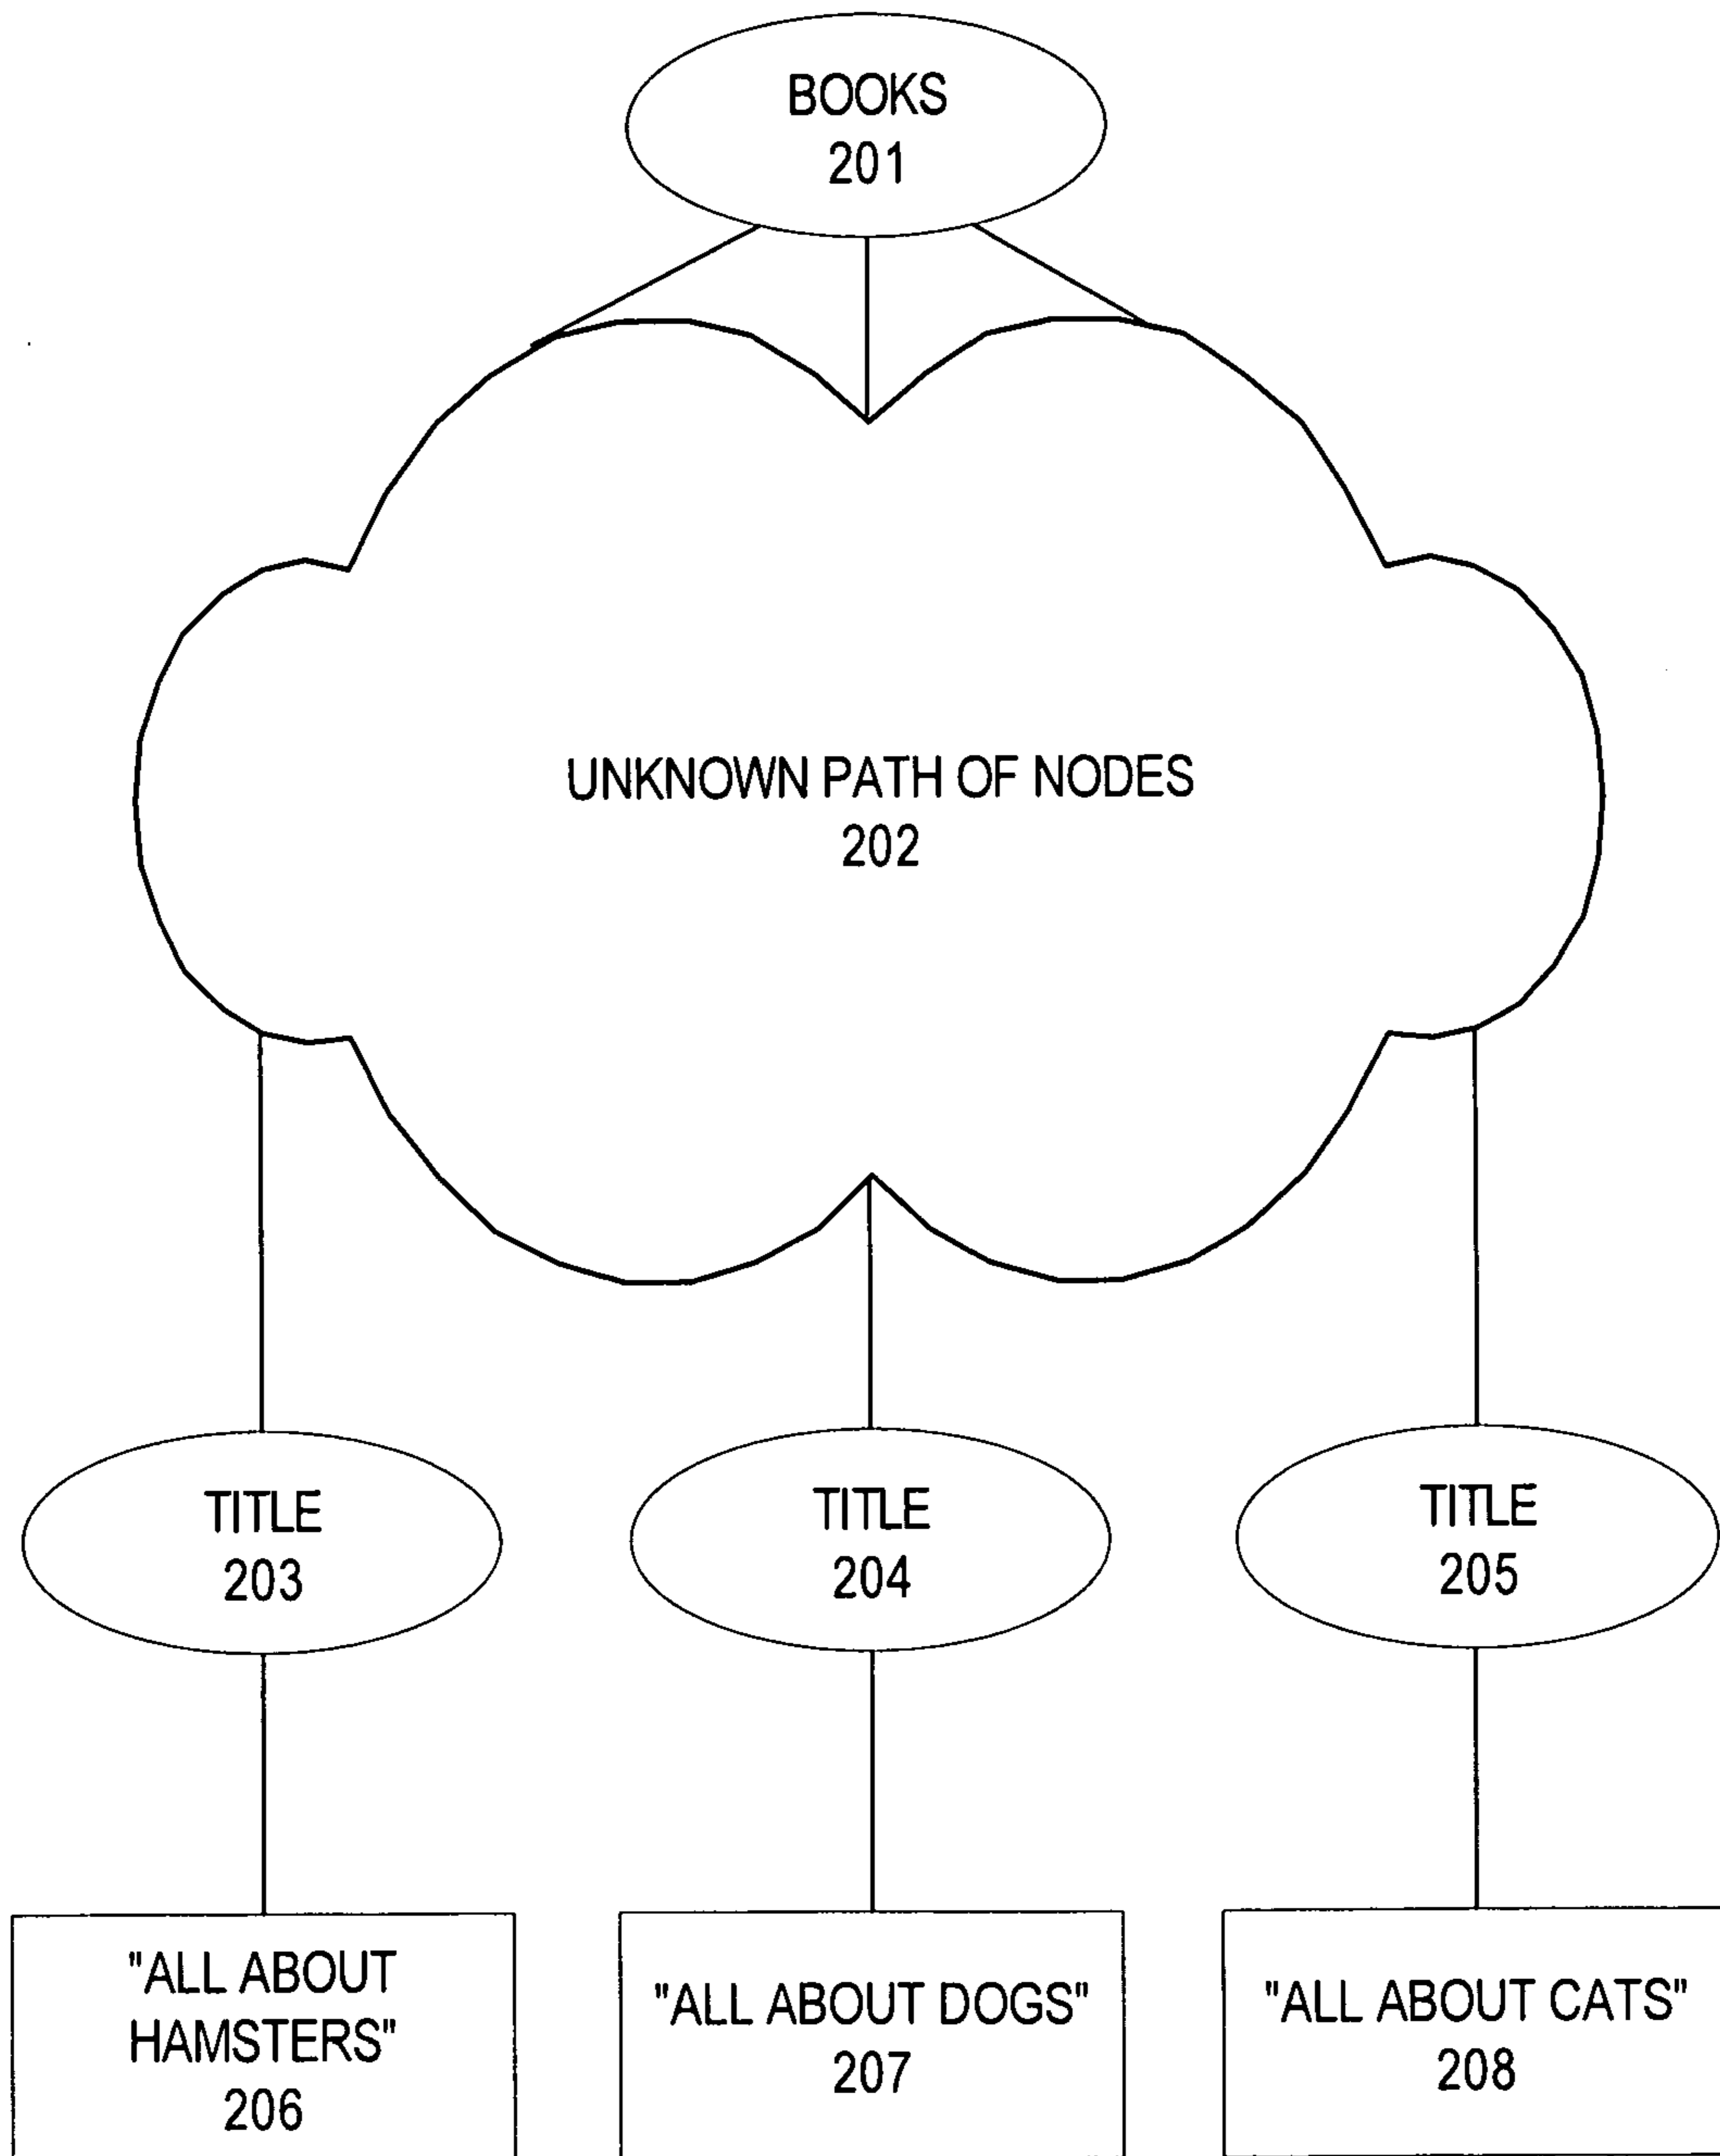 BOOKS
201
UNKNOWN PATH OF NODES
202
TITLE
203
TITLE
204
TITLE
205
"ALL ABOUT
HAMSTERS"
206
"ALL ABOUT DOGS"
207
"ALL ABOUT CATS"
208